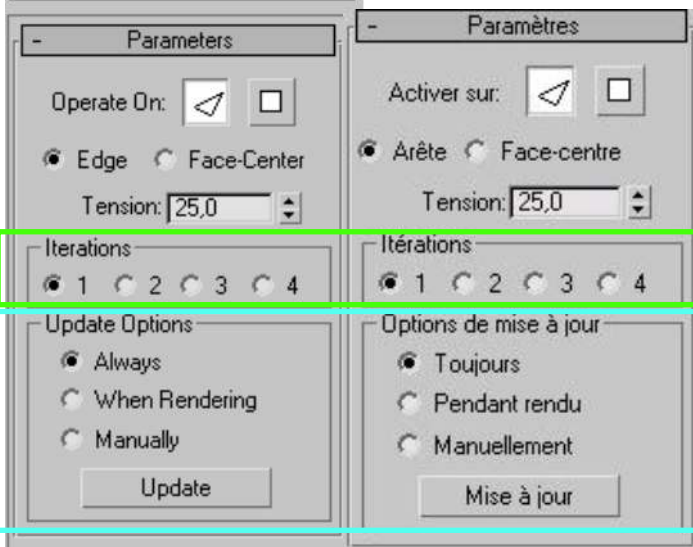 - Parameters
Operate On:
Edge Face-Center
Tension: 25,0
Iterations
1 2 3 4
Update Options
Always
When Rendering
Manually
Update
- Paramètres
Activer sur:
Arête Face-centre
Tension: 25,0
Itérations
1 2 3 4
Options de mise à jour
Toujours
Pendant rendu
Manuellement
Mise à jour